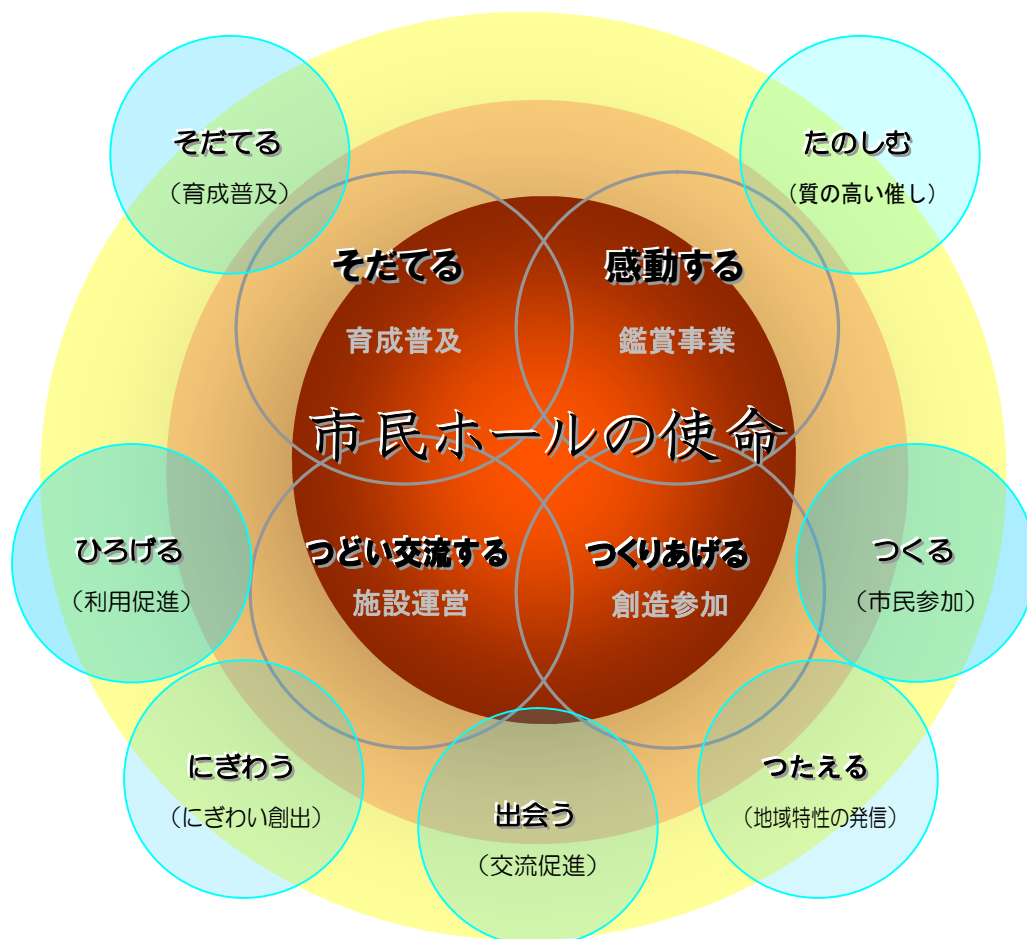 そだてる
（育成普及）
たのしむ
（質の高い催し）
そだてる
育成普及
感動する
鑑賞事業
市民ホールの使命
つどい交流する
施設運営
つくりあげる
創造参加
ひろげる
（利用促進）
つくる
（市民参加）
にぎわう
（にぎわい創出）
出会う
（交流促進）
つたえる
（地域特性の発信）